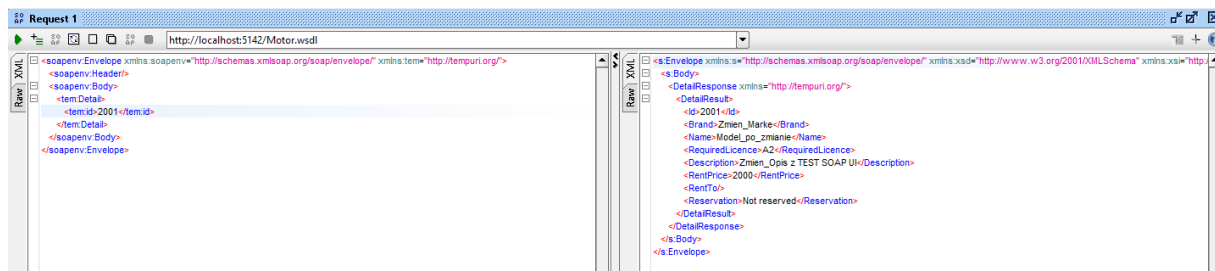 SO AP Request 1
http://localhost:5142/Motor.wsdl
XML
Raw
<soapenv:Envelope xmlns:soapenv="http://schemas.xmlsoap.org/soap/envelope/" xmlns:tem="http://tempuri.org/">
<soapenv:Header/>
<soapenv:Body>
<tem:Detail>
<tem:id>2001</tem:id>
</tem:Detail>
</soapenv:Body>
</soapenv:Envelope>
XML
Raw
<s:Envelope xmlns:s="http://schemas.xmlsoap.org/soap/envelope/" xmlns:xsd="http://www.w3.org/2001/XMLSchema" xmlns:xsi="http:/
<s:Body>
<DetailResponse xmlns="http://tempuri.org/">
<DetailResult>
<Id>2001</Id>
<Brand>Zmien_Marke</Brand>
<Name>Model_po_zmianie</Name>
<RequiredLicence>A2</RequiredLicence>
<Description>Zmien_Opis z TEST SOAP UI</Description>
<RentPrice>2000</RentPrice>
<RentTo/>
<Reservation>Not reserved</Reservation>
</DetailResult>
</DetailResponse>
</s:Body>
</s:Envelope>